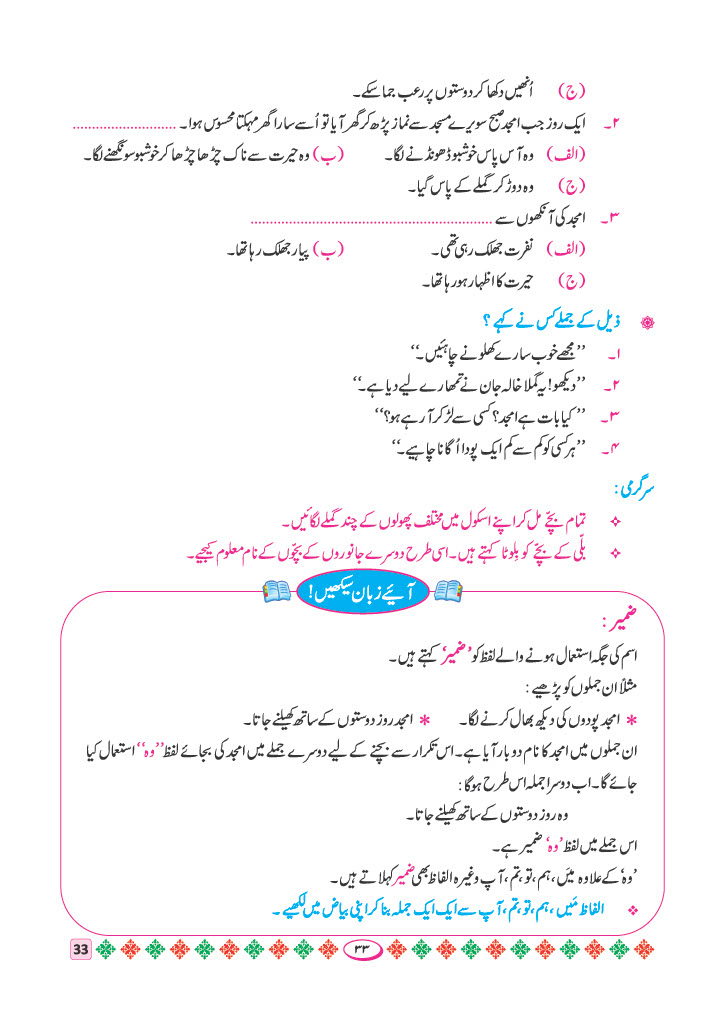 (ج) اُنھیں دکھا کر دوستوں پر رعب جما سکے۔
۲۔ ایک روز جب امجد صبح سویرے مسجد سے نماز پڑھ کر گھر آیا تو اُسے سارا گھر مہکتا محسوس ہوا۔ ...........................
(الف) وہ آس پاس خوشبو ڈھونڈنے لگا۔ (ب) وہ حیرت سے ناک چڑھا چڑھا کر خوشبو سونگھنے لگا۔
(ج) وہ دوڑ کر گملے کے پاس گیا۔
۳۔ امجد کی آنکھوں سے ...............................................................
(الف) نفرت جھلک رہی تھی۔ (ب) پیار جھلک رہا تھا۔
(ج) حیرت کا اظہار ہو رہا تھا۔
ذیل کے جملے کس نے کہے ؟
۱۔ ’’مجھے خوب سارے کھلونے چاہئیں۔‘‘
۲۔ ’’دیکھو! یہ گملا خالہ جان نے تمھارے لیے دیا ہے۔‘‘
۳۔ ’’کیا بات ہے امجد؟ کسی سے لڑ کر آرہے ہو؟‘‘
۴۔ ’’ہر کسی کو کم سے کم ایک پودا اُگانا چاہیے۔‘‘
سرگرمی :
تمام بچّے مل کر اپنے اسکول میں مختلف پھولوں کے چند گملے لگائیں۔
بلّی کے بچّے کو بِلوٹا کہتے ہیں۔ اسی طرح دوسرے جانوروں کے بچّوں کے نام معلوم کیجیے۔
آئیے زبان سیکھیں!
ضمیر :
اسم کی جگہ استعمال ہونے والے لفظ کو ’ضمیر‘ کہتے ہیں۔
مثلاً ان جملوں کو پڑھیے :
* امجد پودوں کی دیکھ بھال کرنے لگا۔ * امجد روز دوستوں کے ساتھ کھیلنے جاتا۔
ان جملوں میں امجد کا نام دو بار آیا ہے۔ اس تکرار سے بچنے کے لیے دوسرے جملے میں امجد کی بجائے لفظ ’’وہ‘‘ استعمال کیا
جائے گا۔ اب دوسرا جملہ اس طرح ہوگا :
وہ روز دوستوں کے ساتھ کھیلنے جاتا۔
اس جملے میں لفظ ’وہ‘ ضمیر ہے۔
’وہ‘ کے علاوہ مَیں ، ہم ، تو ، تم ، آپ وغیرہ الفاظ بھی ضمیر کہلاتے ہیں۔
الفاظ مَیں ، ہم ، تو ، تم ، آپ سے ایک ایک جملہ بنا کر اپنی بیاض میں لکھیے۔
33 ۳۳